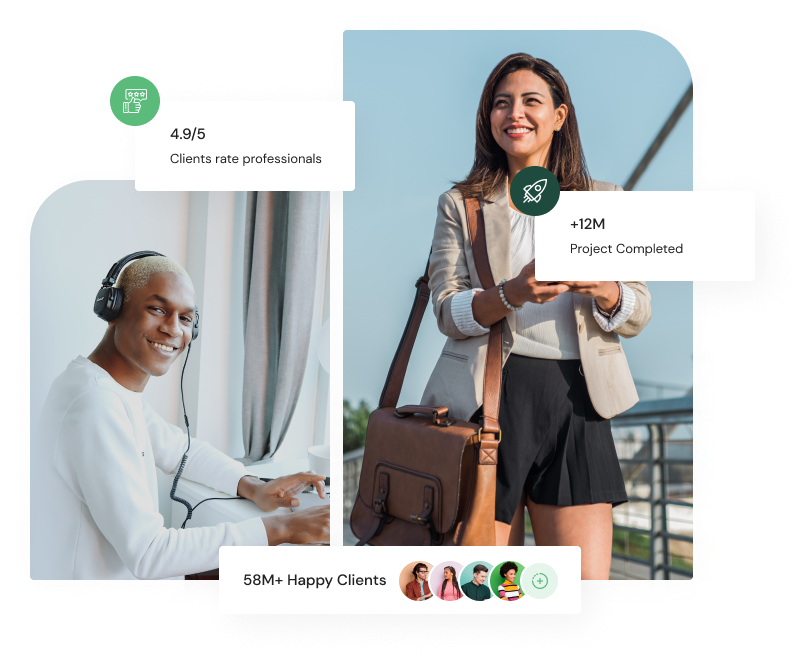 4.9/5
Clients rate professionals
+12M
Project Completed
58M+ Happy Clients